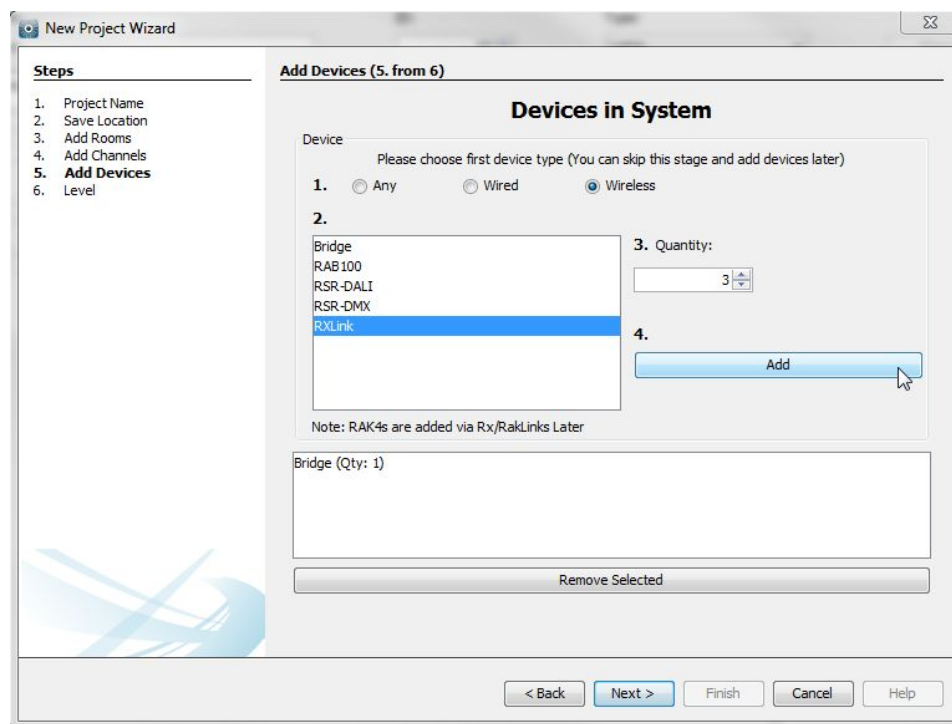 New Project Wizard
Steps
1. Project Name
2. Save Location
3. Add Rooms
4. Add Channels
5. Add Devices
6. Level
Add Devices (5. from 6)
Devices in System
Device
Please choose first device type (You can skip this stage and add devices later)
1. Any Wired Wireless
2.
Bridge
RAB100
RSR-DALI
RSR-DMX
RXLink
3. Quantity:
3
4.
Add
Note: RAK4s are added via Rx/RakLinks Later
Bridge (Qty: 1)
Remove Selected
< Back Next > Finish Cancel Help